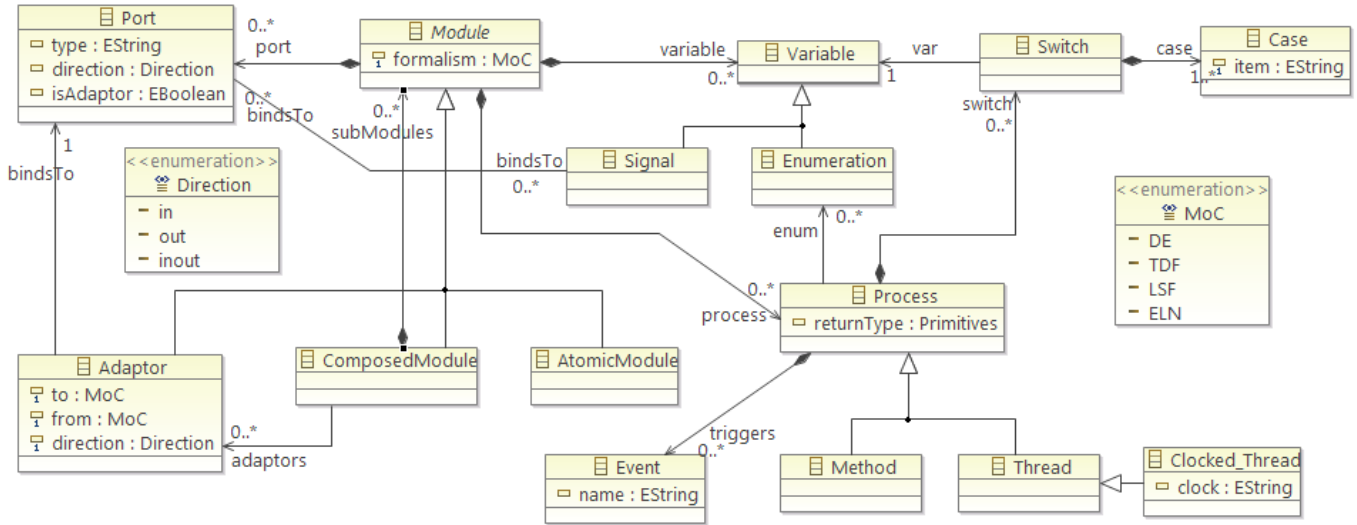 Port
type : EString
direction : Direction
isAdaptor : EBoolean
0..*
port
Module
formalism : MoC
variable
0..*
Variable
var
1
Switch
case
1..*
Case
item : EString
0..*
bindsTo
0..*
subModules
switch
0..*
1
bindsTo
<<enumeration>>
Direction
in
out
inout
bindsTo
0..*
Signal
Enumeration
0..*
enum
<<enumeration>>
MoC
DE
TDF
LSF
ELN
0..*
process
Process
returnType : Primitives
Adaptor
to : MoC
from : MoC
direction : Direction
ComposedModule
AtomicModule
0..*
adaptors
triggers
0..*
Event
name : EString
Method
Thread
Clocked_Thread
clock : EString